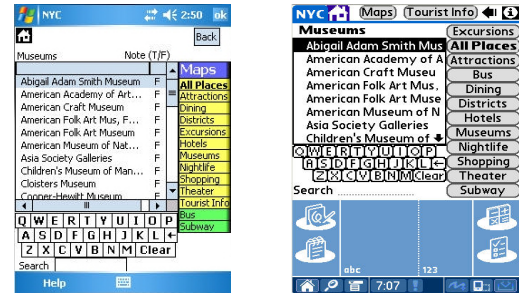 NYC 2:50 ok
Back
Museums Note (T/F)
Abigail Adam Smith Museum F
American Academy of Art... F
American Craft Museum F
American Folk Art Mus, F... F
American Folk Art Museum F
American Museum of Nat... F
Asia Society Galleries F
Children's Museum of Man... F
Cloisters Museum F
Cooper-Hewitt Museum F
Maps
All Places
Attractions
Dining
Districts
Excursions
Hotels
Museums
Nightlife
Shopping
Theater
Tourist Info
Bus
Subway
Q W E R T Y U I O P
A S D F G H J K L ←
Z X C V B N M Clear
Search
Help
NYC Maps Tourist Info
Museums
Abigail Adam Smith Mus
American Academy of A
American Craft Museu
American Folk Art Mus,
American Folk Art Muse
American Museum of N
Asia Society Galleries
Children's Museum of
Excursions
All Places
Attractions
Bus
Dining
Districts
Hotels
Museums
Nightlife
Shopping
Theater
Subway
Q W E R T Y U I O P
A S D F G H J K L ←
Z X C V B N M Clear
Search
abc 123
7:07